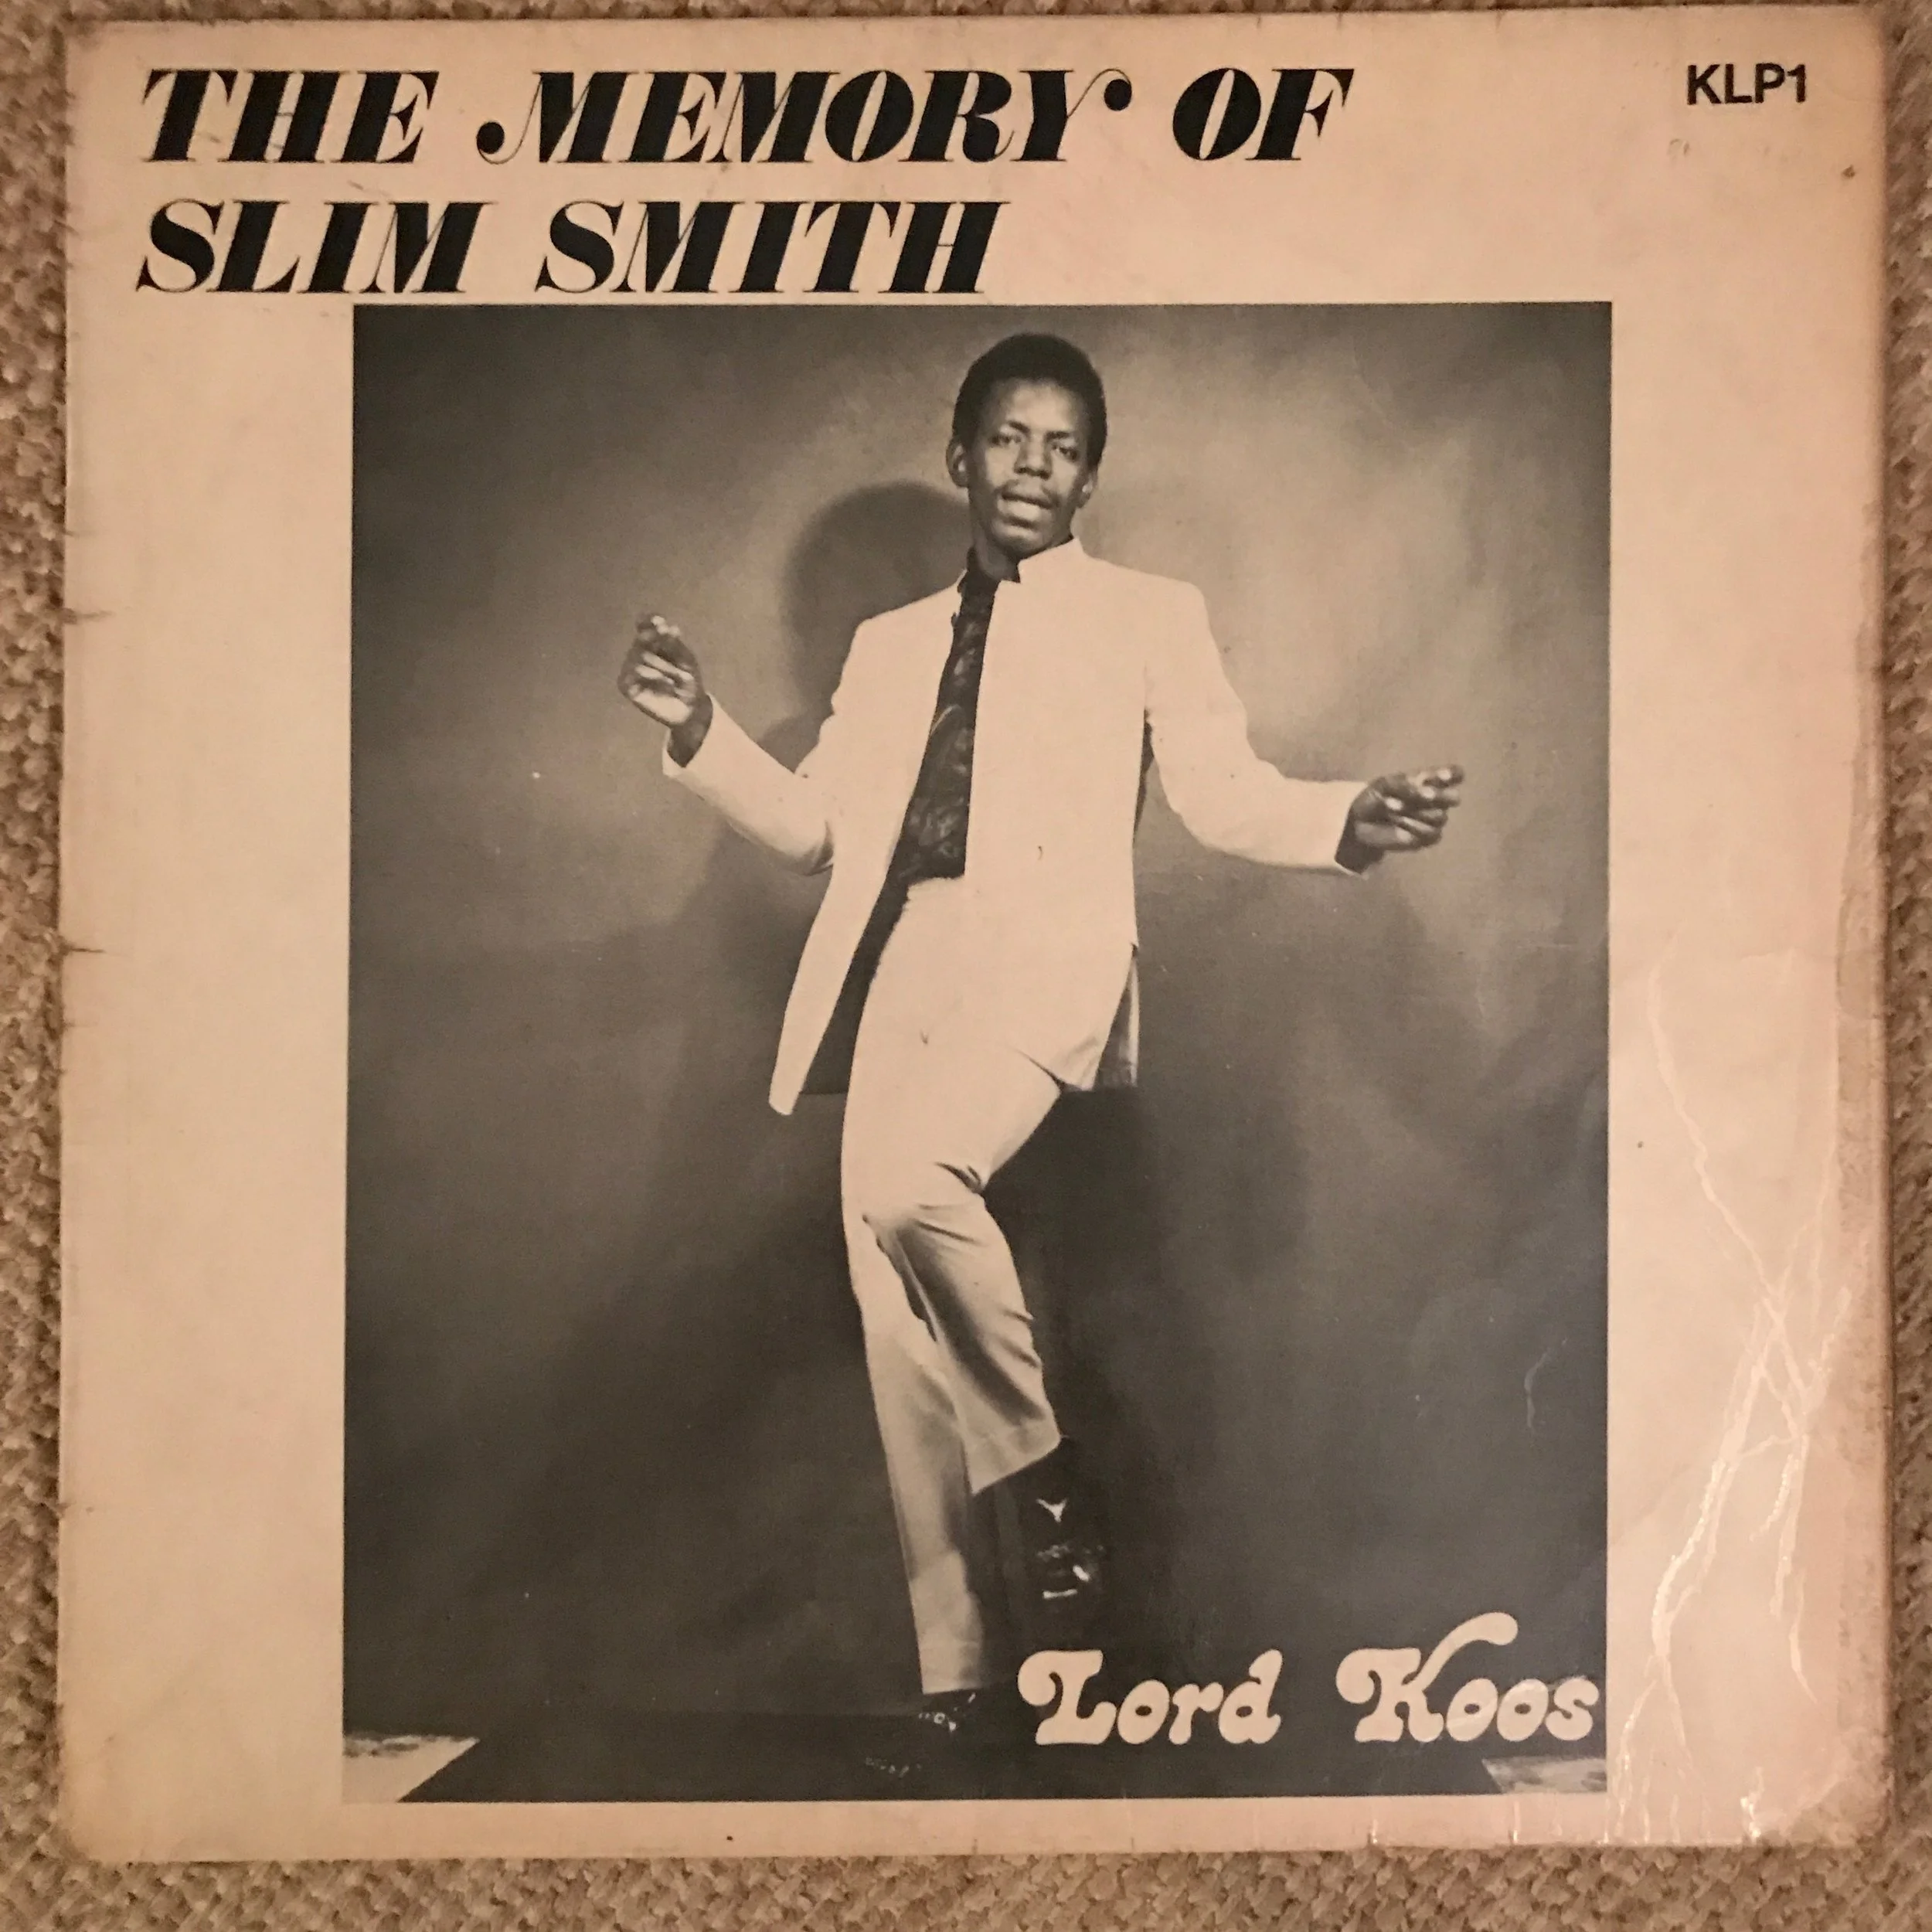 THE MEMORY OF
KLP1
SLIM SMITH
Lord Koos